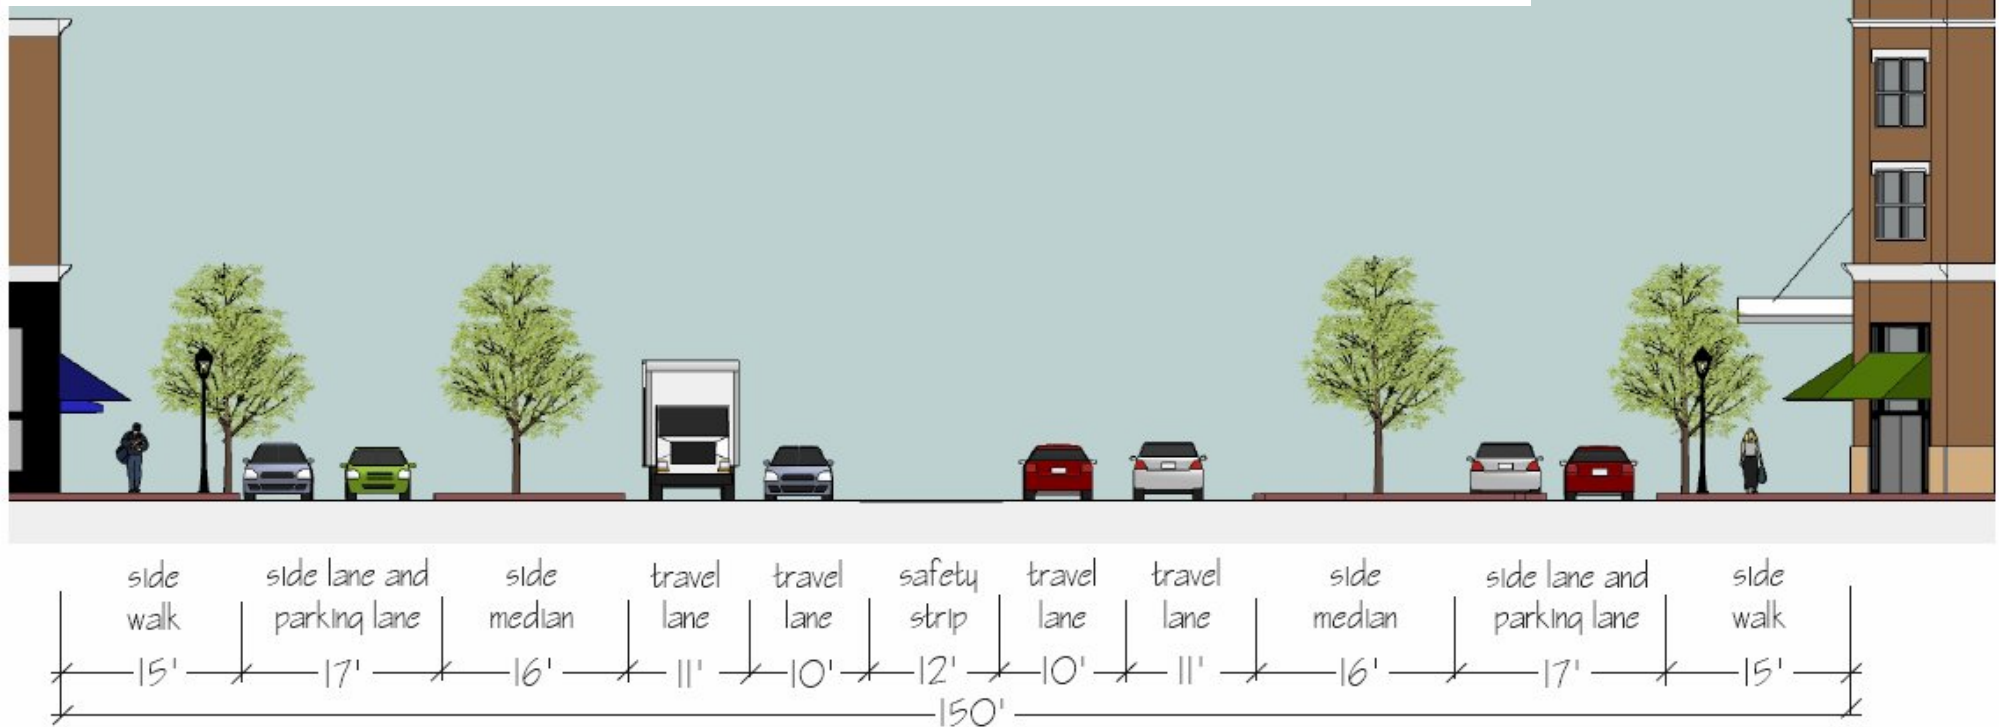 side side lane and side travel travel safety travel travel side side lane and side
walk parking lane median lane lane strip lane lane median parking lane walk
15' 17' 16' 11' 10' 12' 10' 11' 16' 17' 15'
150'